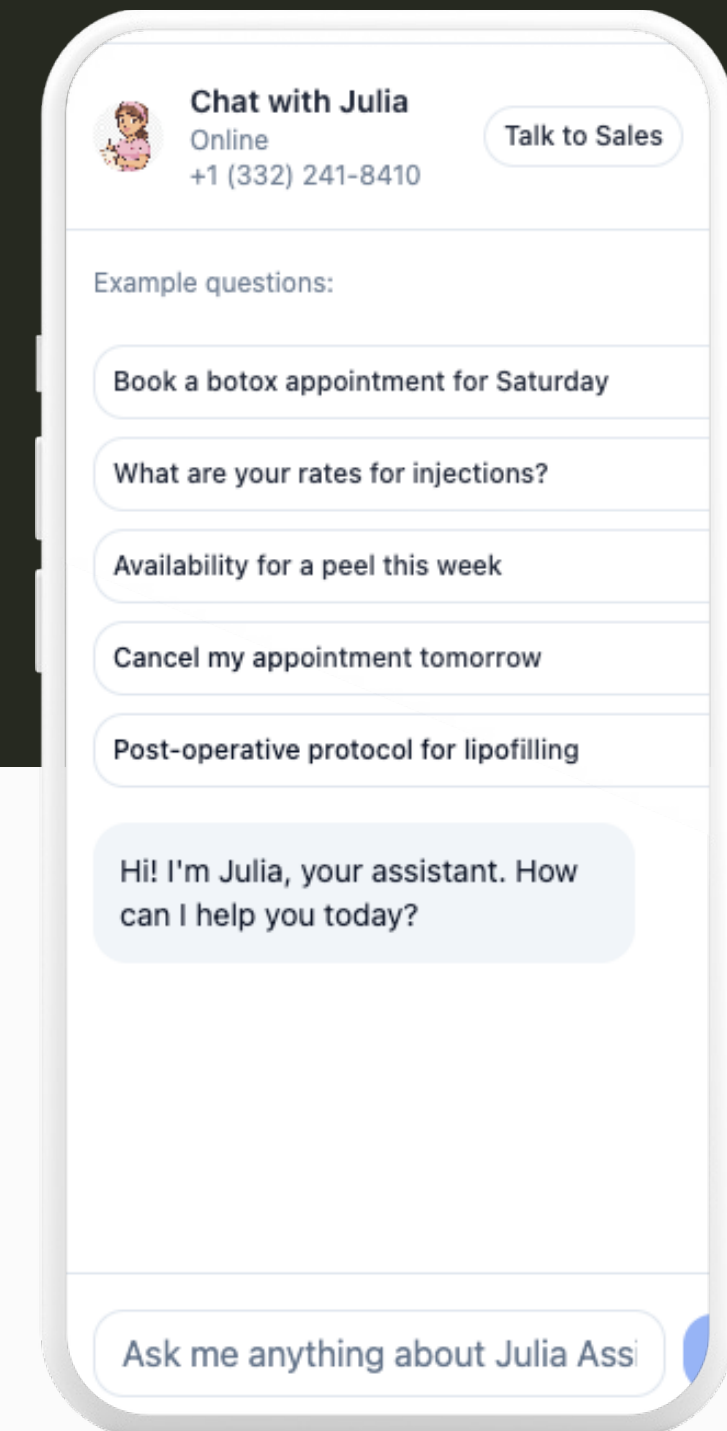 Chat with Julia
Online
+1 (332) 241-8410
Talk to Sales
Example questions:
Book a botox appointment for Saturday
What are your rates for injections?
Availability for a peel this week
Cancel my appointment tomorrow
Post-operative protocol for lipofilling
Hi! I'm Julia, your assistant. How
can I help you today?
Ask me anything about Julia Assi